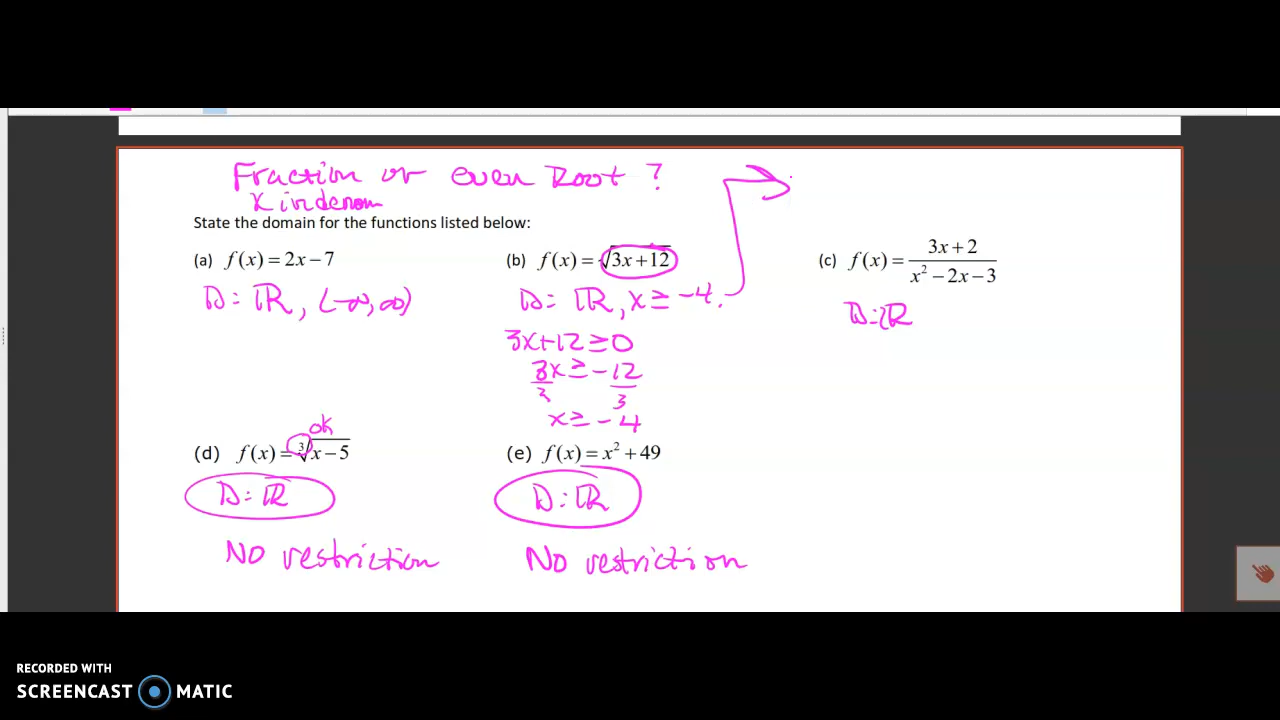 Fraction or even Root ?
x in denom
State the domain for the functions listed below:
(a) f(x) = 2x − 7
D = ℝ, (-∞, ∞)
(b) f(x) = √3x + 12
D = ℝ, x ≥ -4.
3x+12 ≥ 0
3x ≥ -12
3 3
x ≥ -4
(c) f(x) = 3x + 2 / x² − 2x − 3
D = ℝ
ok
(d) f(x) = ³√x − 5
D = ℝ
No restriction
(e) f(x) = x² + 49
D = ℝ
No restriction
RECORDED WITH
SCREENCAST MATIC